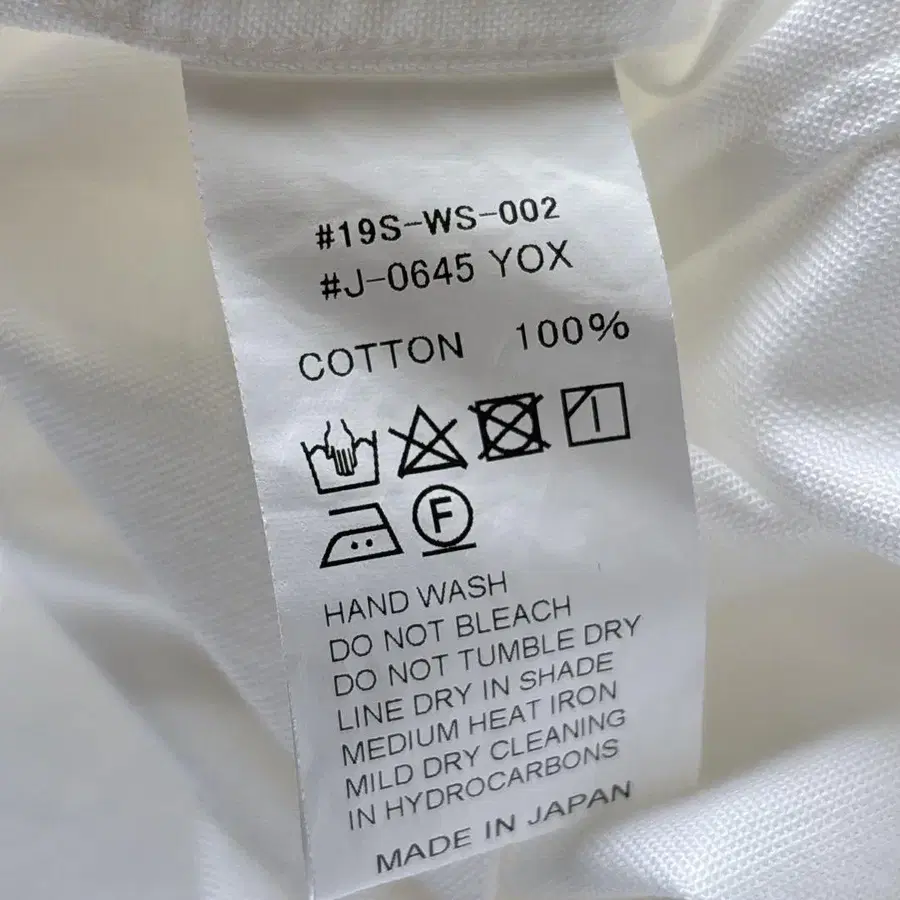 #19S-WS-002
#J-0645 YOX
COTTON 100%
F
HAND WASH
DO NOT BLEACH
DO NOT TUMBLE DRY
LINE DRY IN SHADE
MEDIUM HEAT IRON
MILD DRY CLEANING
IN HYDROCARBONS
MADE IN JAPAN